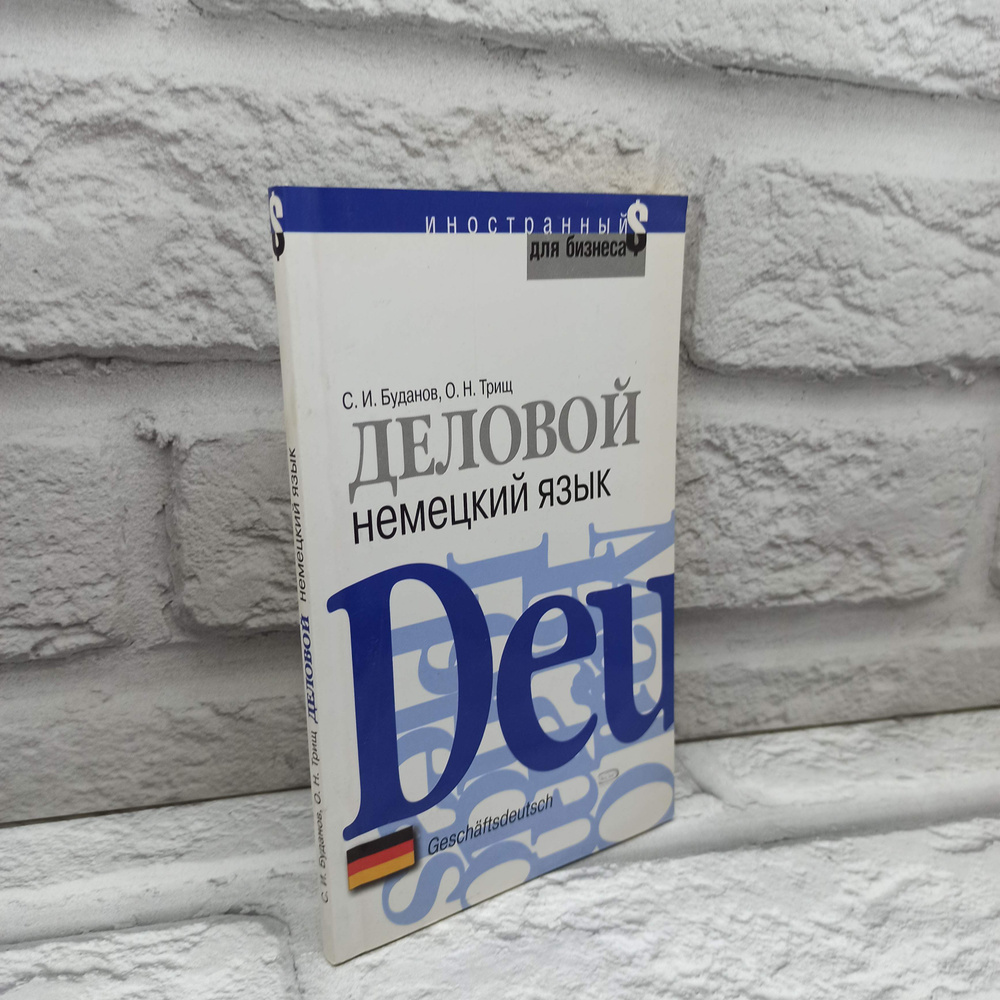 иностранный
для бизнеса
С. И. Буданов, О. Н. Трищ
ДЕЛОВОЙ
немецкий язык
Deu
Geschäftsdeutsch
С. И. Буданов, О. Н. Трищ ДЕЛОВОЙ немецкий язык